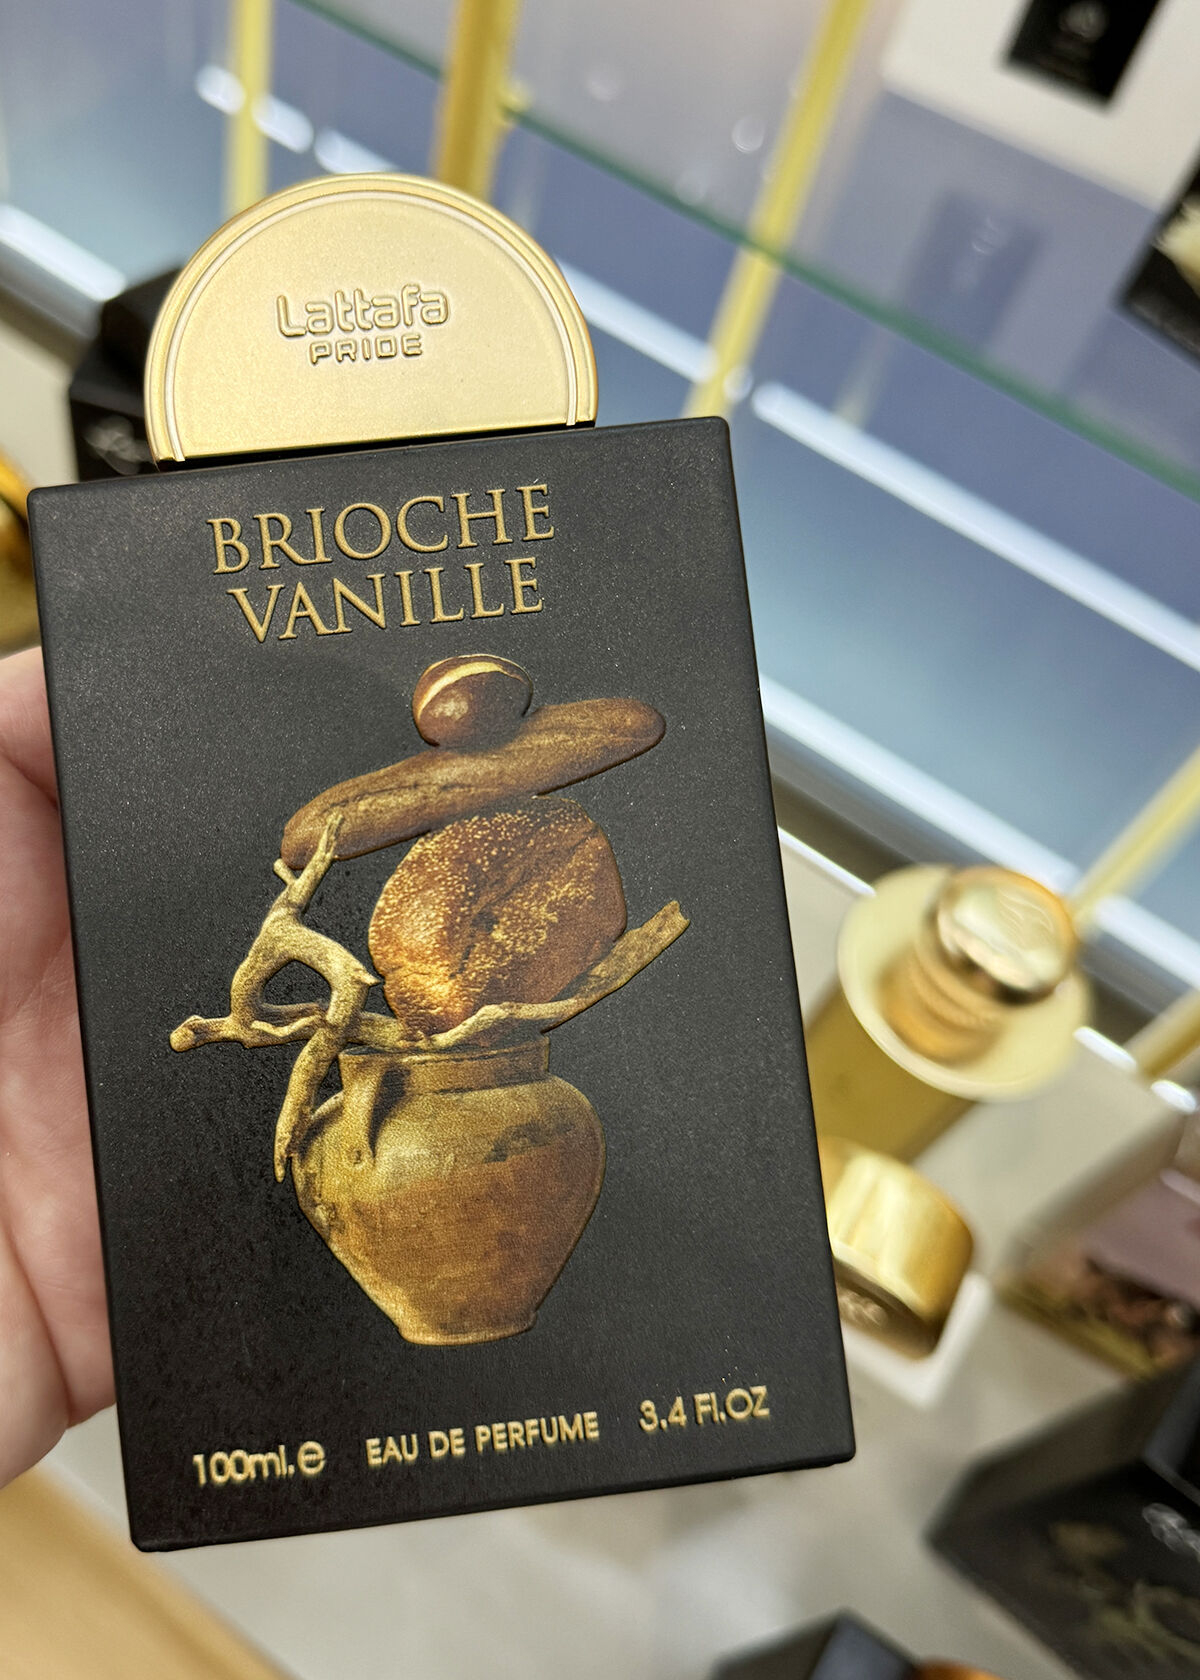 Lattafa
PRIDE
BRIOCHE
VANILLE
100ml.e EAU DE PERFUME 3.4 Fl.OZ